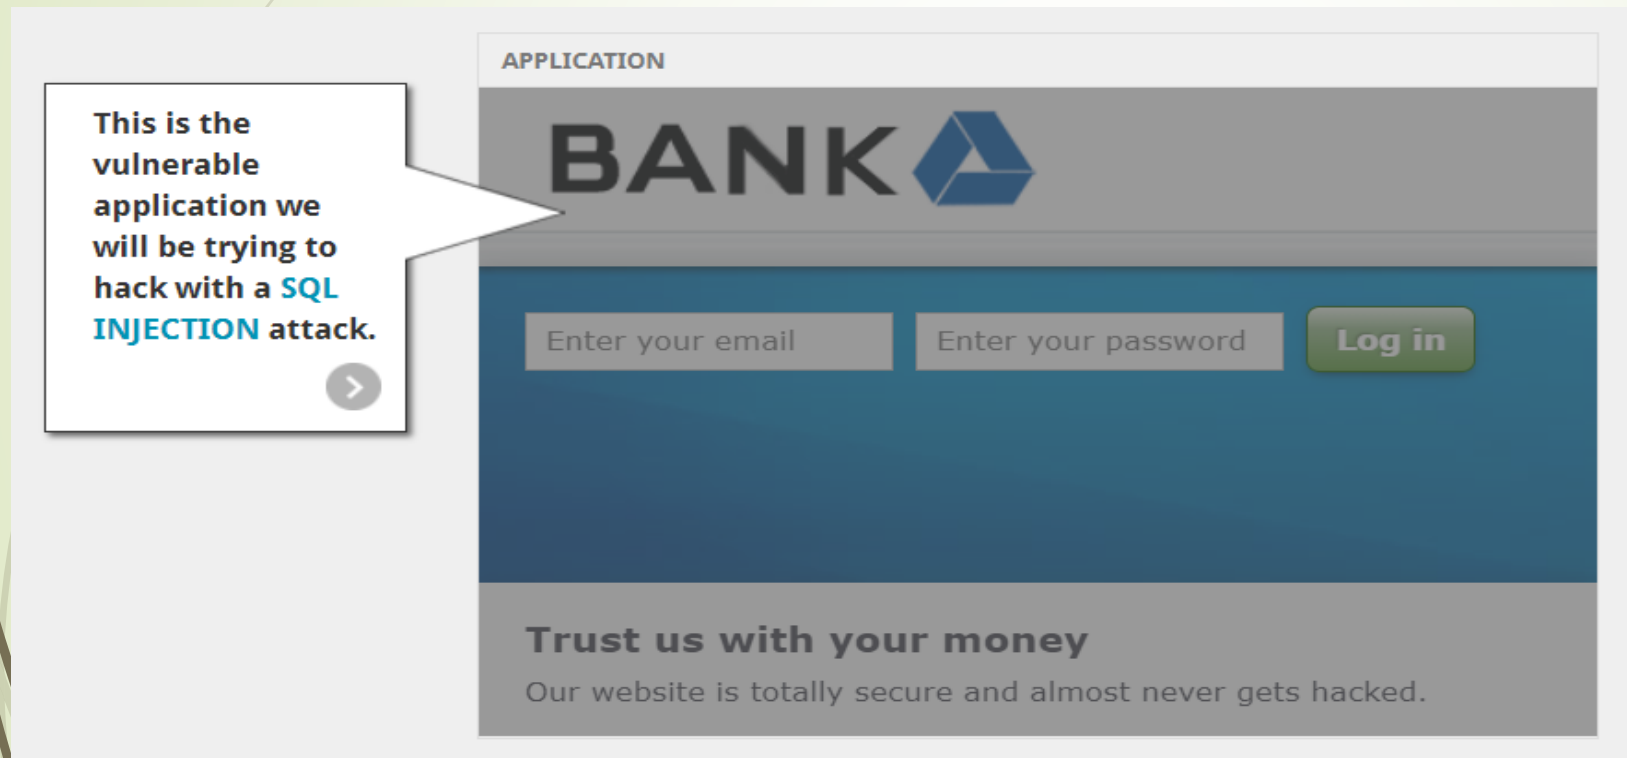 APPLICATION
This is the
vulnerable
application we
will be trying to
hack with a SQL
INJECTION attack.
BANK
Enter your email
Enter your password
Log in
Trust us with your money
Our website is totally secure and almost never gets hacked.